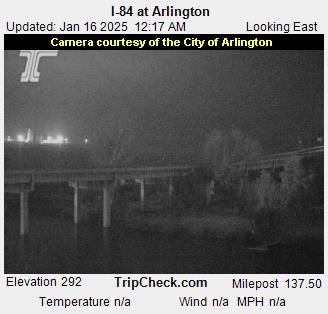 I-84 at Arlington
Updated: Jan 16 2025 12:17 AM Looking East
Camera courtesy of the City of Arlington
Elevation 292 TripCheck.com Milepost 137.50
Temperature n/a Wind n/a MPH n/a